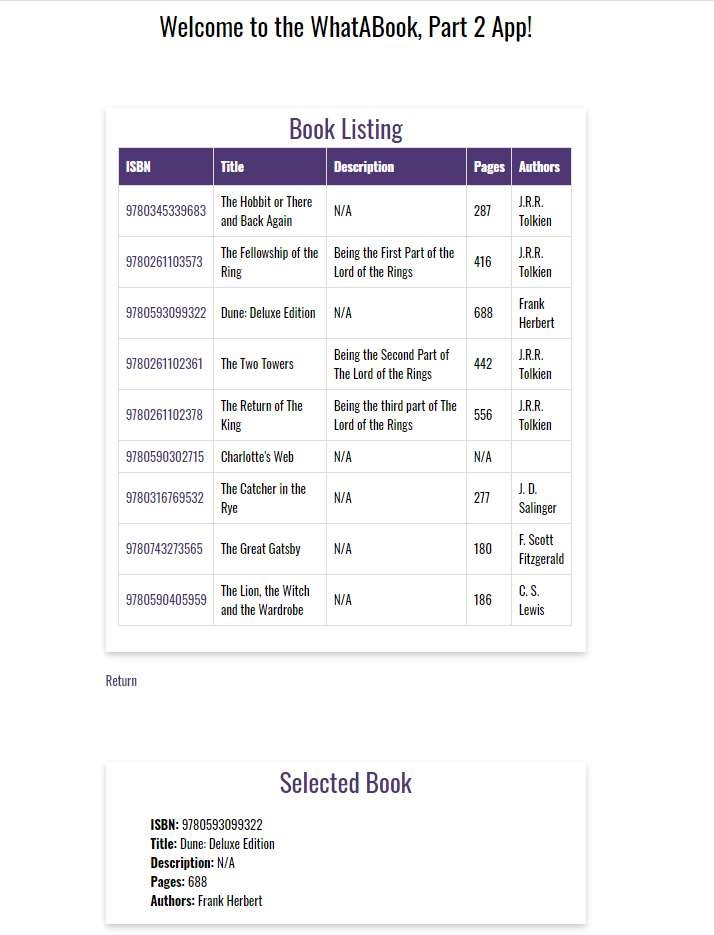 Welcome to the WhatABook, Part 2 App!
Book Listing
ISBN Title Description Pages Authors
9780345339683 The Hobbit or There and Back Again N/A 287 J.R.R. Tolkien
9780261103573 The Fellowship of the Ring Being the First Part of the Lord of the Rings 416 J.R.R. Tolkien
9780593099322 Dune: Deluxe Edition N/A 688 Frank Herbert
9780261102361 The Two Towers Being the Second Part of The Lord of the Rings 442 J.R.R. Tolkien
9780261102378 The Return of The King Being the third part of The Lord of the Rings 556 J.R.R. Tolkien
9780590302715 Charlotte's Web N/A N/A
9780316769532 The Catcher in the Rye N/A 277 J. D. Salinger
9780743273565 The Great Gatsby N/A 180 F. Scott Fitzgerald
9780590405959 The Lion, the Witch and the Wardrobe N/A 186 C. S. Lewis
Return
Selected Book
ISBN: 9780593099322
Title: Dune: Deluxe Edition
Description: N/A
Pages: 688
Authors: Frank Herbert